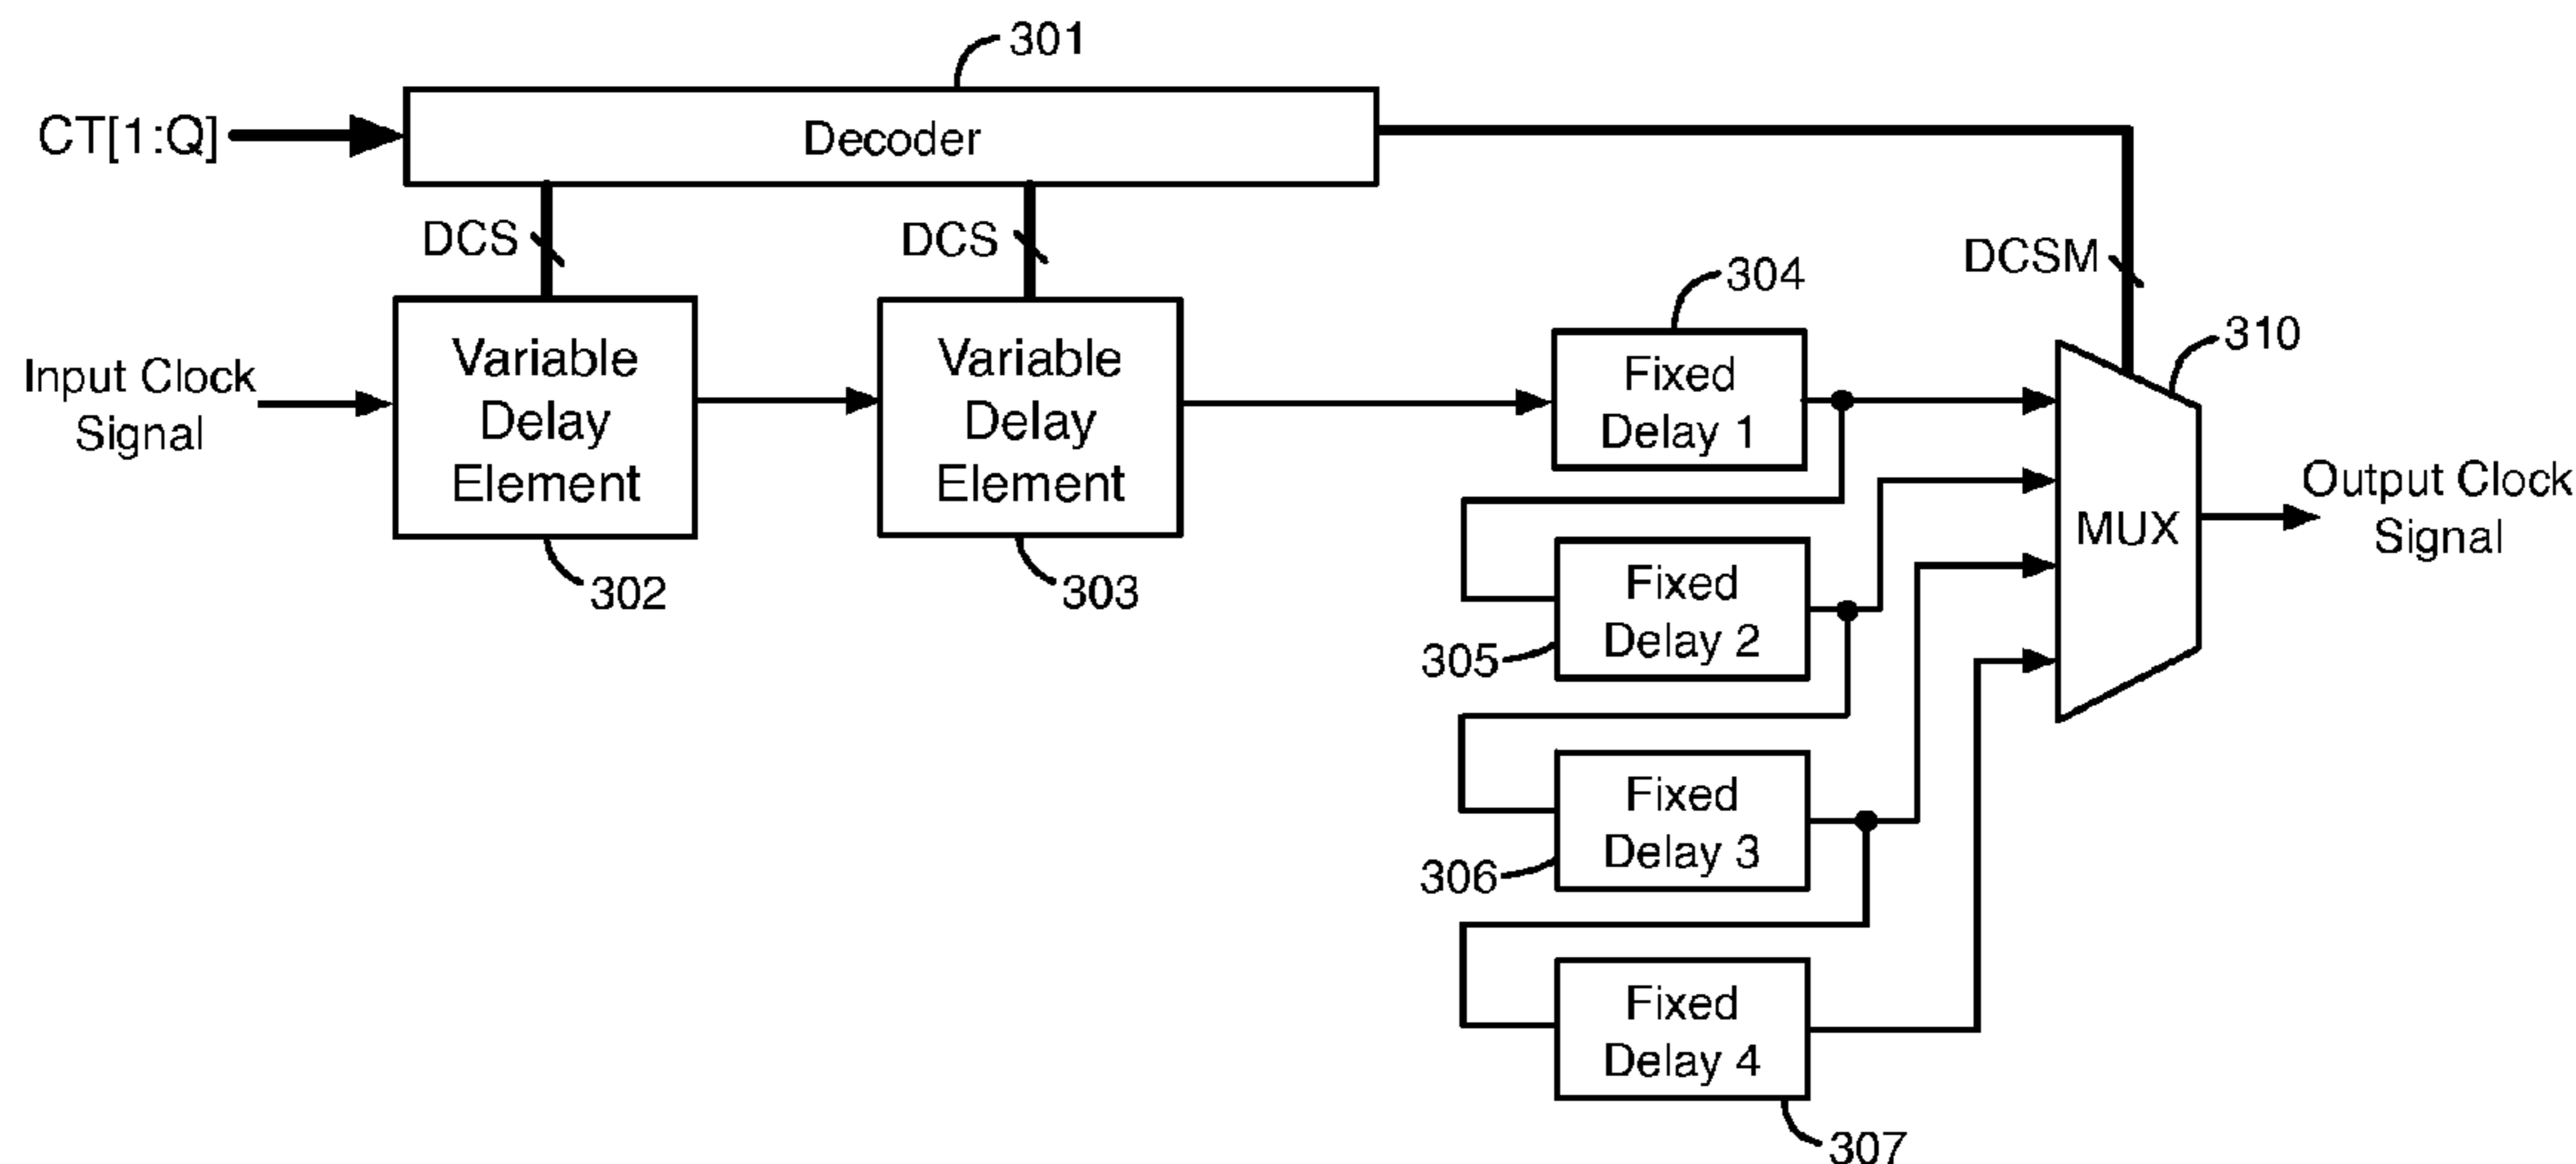 301
CT[1:Q]
Decoder
DCS
DCS
DCSM
304
310
Input Clock
Signal
Variable
Delay
Element
302
Variable
Delay
Element
303
Fixed
Delay 1
MUX
Output Clock
Signal
Fixed
Delay 2
305
Fixed
Delay 3
306
Fixed
Delay 4
307